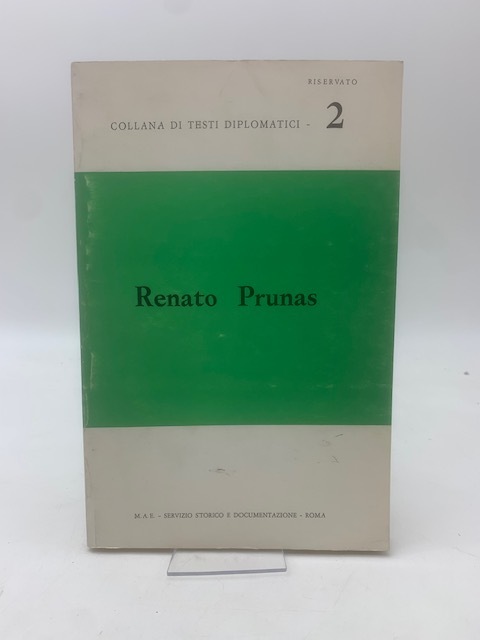 RISERVATO
COLLANA DI TESTI DIPLOMATICI - 2
Renato Prunas
M. A. E. - SERVIZIO STORICO E DOCUMENTAZIONE - ROMA